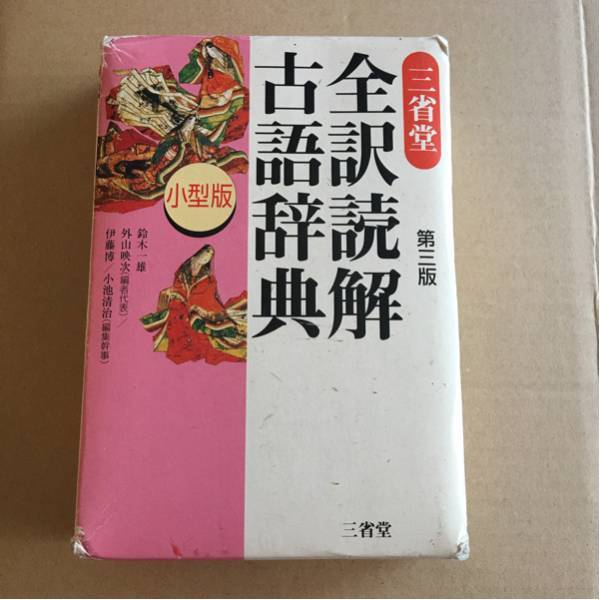 三省堂
全訳読解
古語辞典
第三版
小型版
鈴木一雄
外山映次(編者代表)/
伊藤博/小池清治(編集幹事)
三省堂